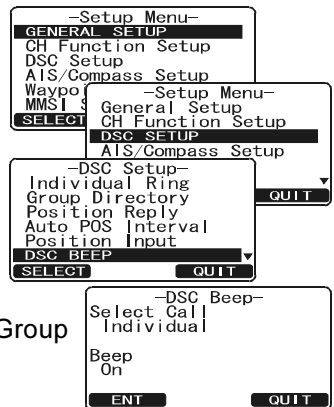 -Setup Menu-
GENERAL SETUP
CH Function Setup
DSC Setup
AIS/Compass Setup
Waypo
MMSI S
SELECT
-Setup Menu-
General Setup
CH Function Setup
DSC SETUP
AIS/Compass Setup
QUIT
-DSC Setup-
Individual Ring
Group Directory
Position Reply
Auto POS Interval
Position Input
DSC BEEP
SELECT
QUIT
Group
-DSC Beep-
Select Call
Individual
Beep
On
ENT
QUIT